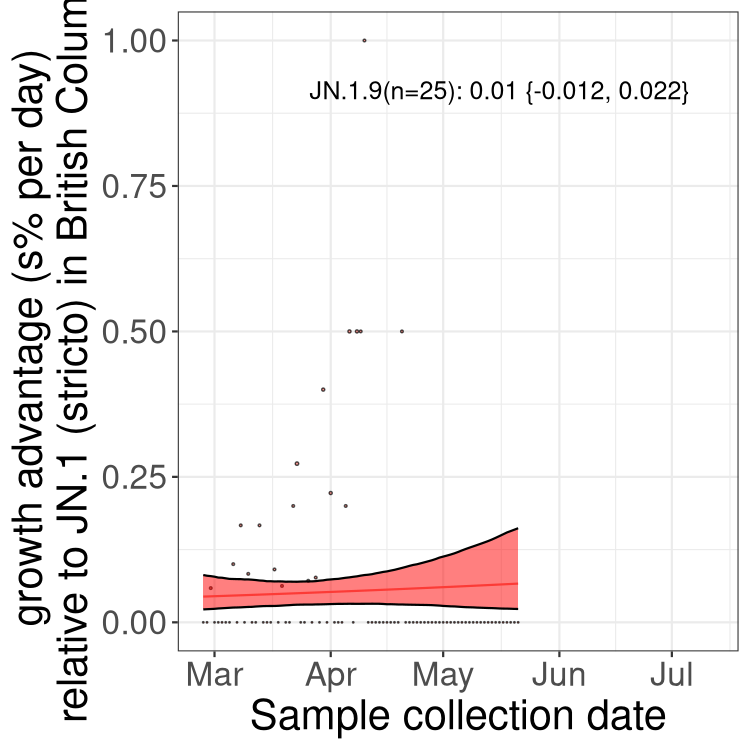 growth advantage (s% per day)
relative to JN.1 (stricto) in British Colum
1.00
0.75
0.50
0.25
0.00
JN.1.9(n=25): 0.01 {-0.012, 0.022}
Mar Apr May Jun Jul
Sample collection date